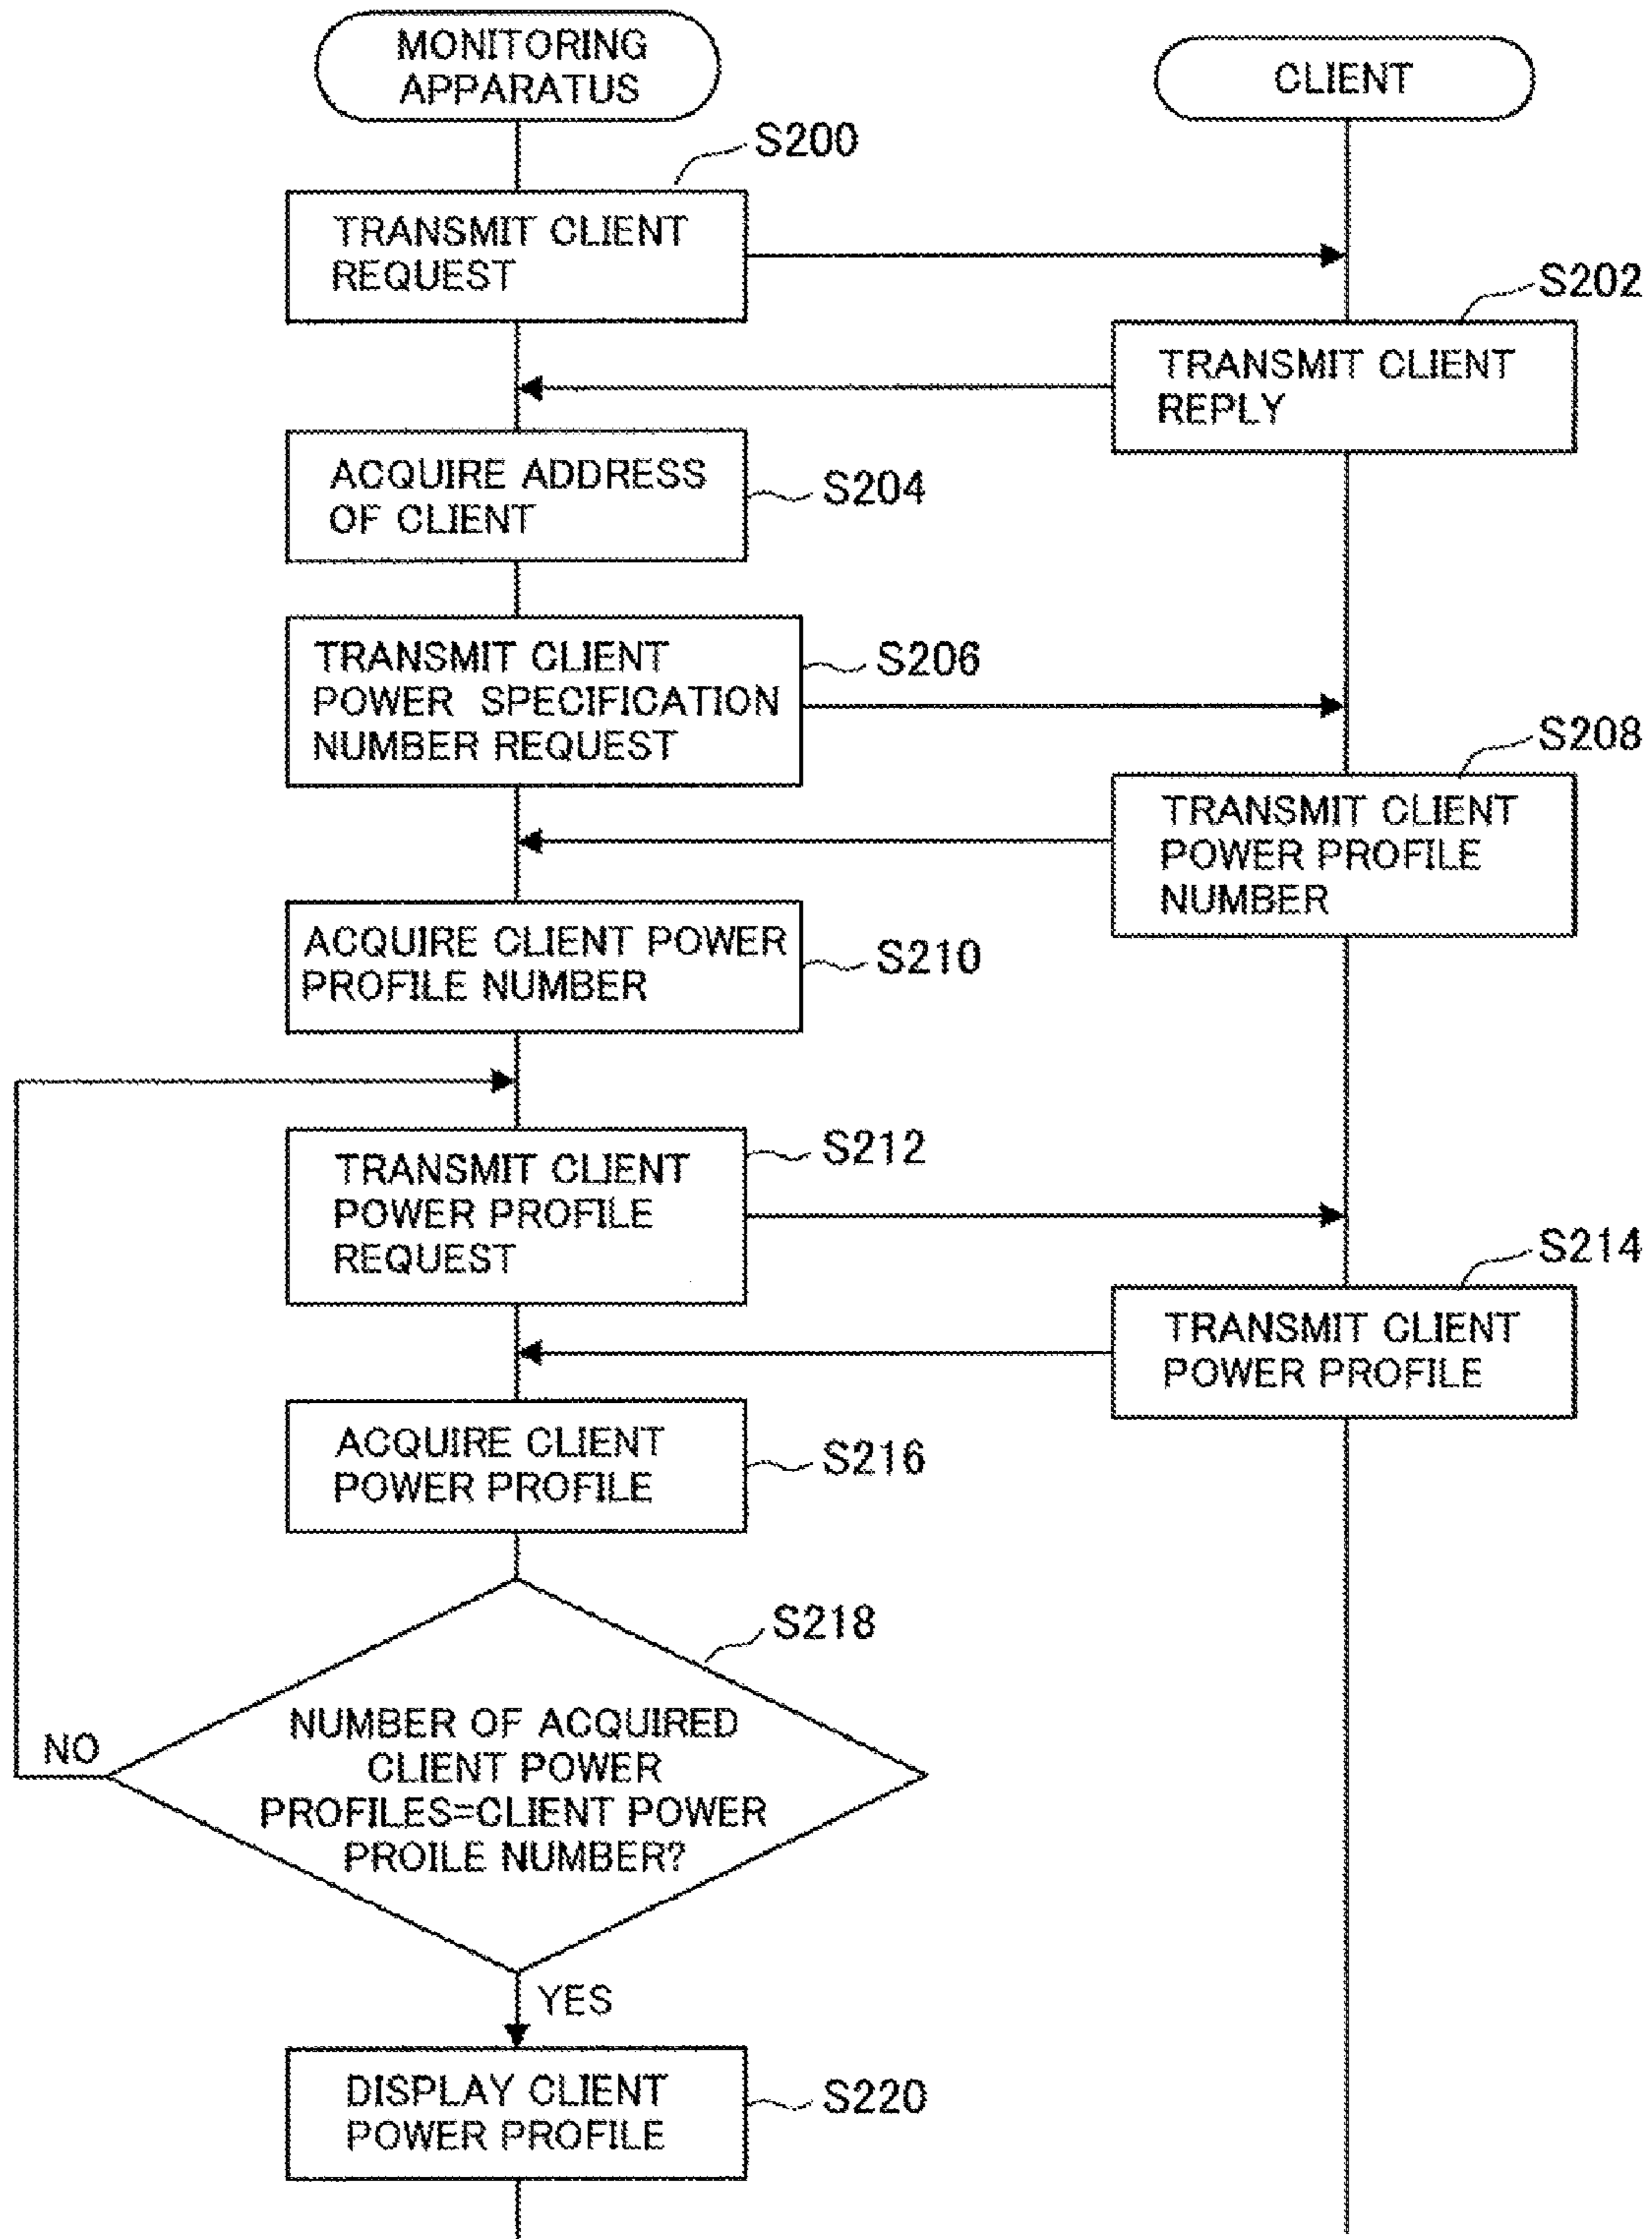 MONITORING
APPARATUS
CLIENT
S200
TRANSMIT CLIENT
REQUEST
S202
TRANSMIT CLIENT
REPLY
ACQUIRE ADDRESS
OF CLIENT
S204
TRANSMIT CLIENT
POWER SPECIFICATION
NUMBER REQUEST
S206
S208
TRANSMIT CLIENT
POWER PROFILE
NUMBER
ACQUIRE CLIENT POWER
PROFILE NUMBER
S210
S212
TRANSMIT CLIENT
POWER PROFILE
REQUEST
S214
TRANSMIT CLIENT
POWER PROFILE
ACQUIRE CLIENT
POWER PROFILE
S216
S218
NUMBER OF ACQUIRED
CLIENT POWER
PROFILES=CLIENT POWER
PROILE NUMBER?
NO
YES
DISPLAY CLIENT
POWER PROFILE
S220